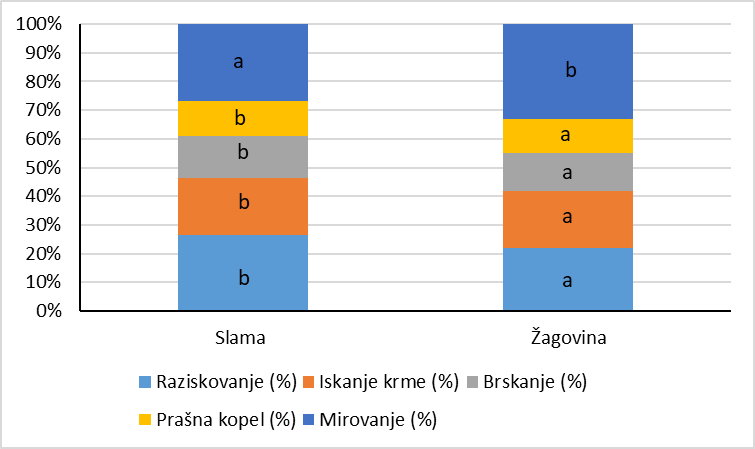 100%
90%
80%
70%
60%
50%
40%
30%
20%
10%
0%
a
b
b
b
b
b
a
a
a
a
Slama
Žagovina
Raziskovanje (%) Iskanje krme (%) Brskanje (%)
Prašna kopel (%) Mirovanje (%)